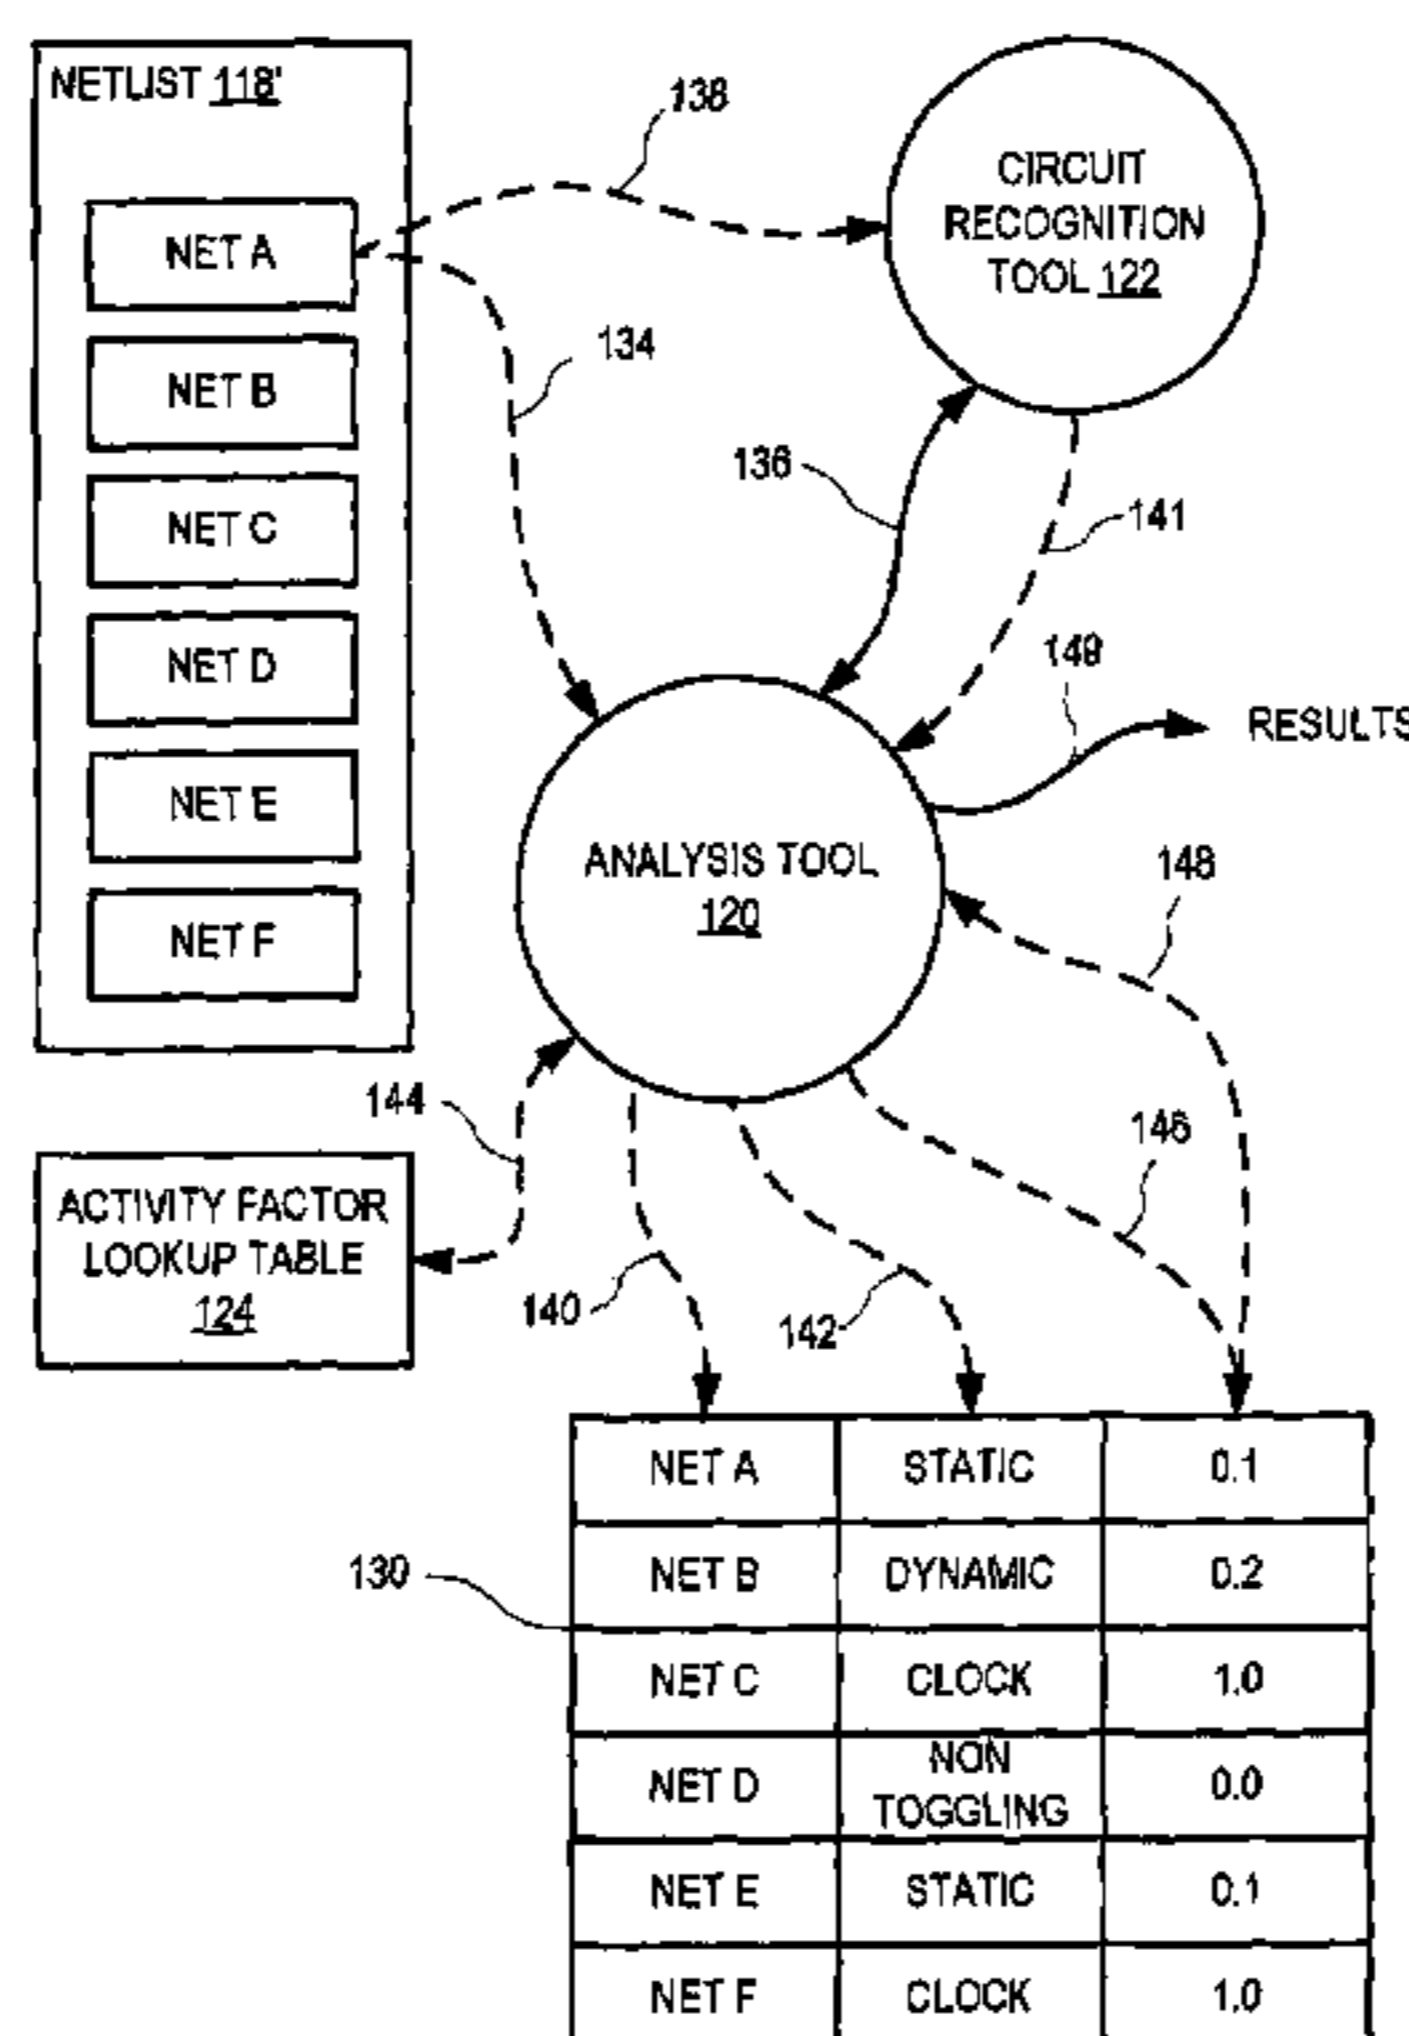 NETLIST 118'
NET A
NET B
NET C
NET D
NET E
NET F
138
134
CIRCUIT
RECOGNITION
TOOL 122
136
141
149
RESULTS
ANALYSIS TOOL
120
148
146
144
140
142
ACTIVITY FACTOR
LOOKUP TABLE
124
130
NET A STATIC 0.1
NET B DYNAMIC 0.2
NET C CLOCK 1.0
NET D NON TOGGLING 0.0
NET E STATIC 0.1
NET F CLOCK 1.0